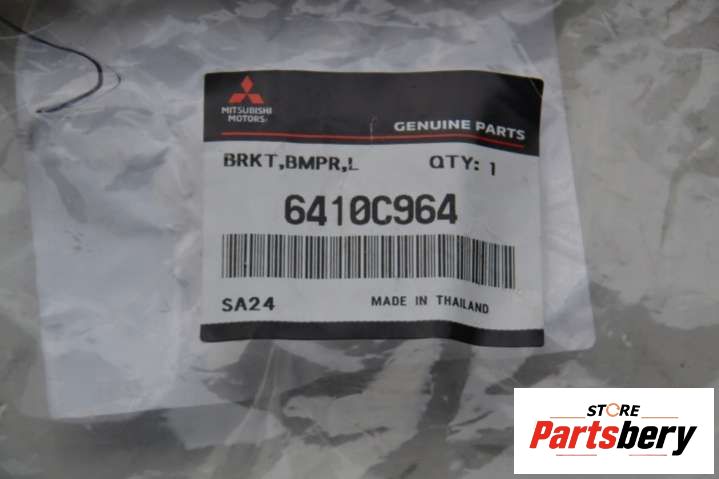 MITSUBISHI
MOTORS
GENUINE PARTS
BRKT,BMPR,L QTY: 1
6410C964
SA24 MADE IN THAILAND
STORE
Partsbery